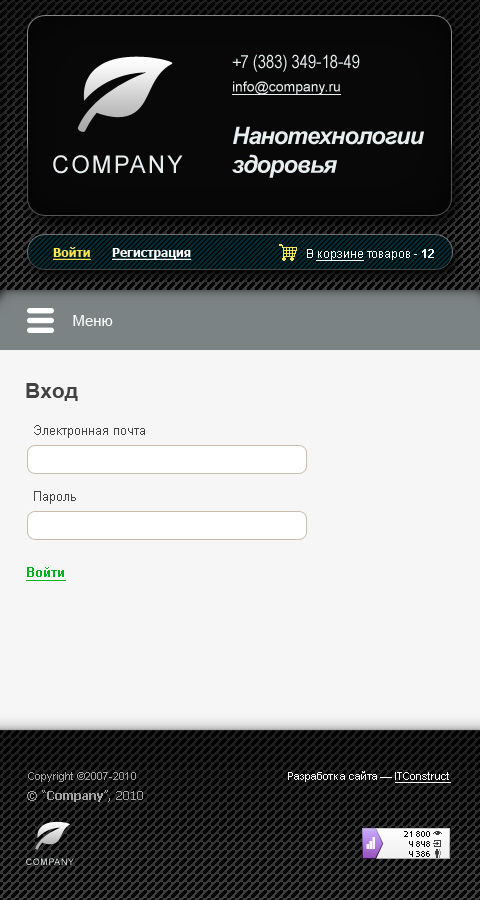 +7 (383) 349-18-49
info@company.ru
COMPANY
Нанотехнологии
здоровья
Войти Регистрация В корзине товаров - 12
Меню
Вход
Электронная почта
Пароль
Войти
Copyright ©2007-2010
Разработка сайта — ITConstruct
© “Company”, 2010
COMPANY
21 800
4 848
4 386